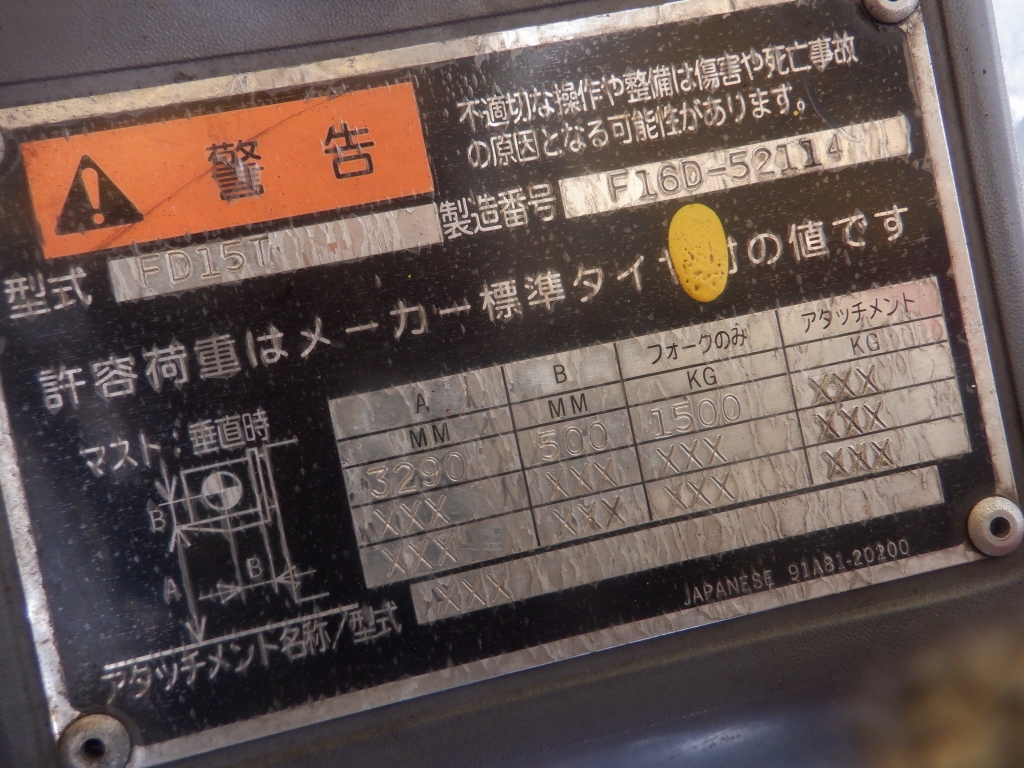 警告
不適切な操作や整備は傷害や死亡事故
の原因となる可能性があります。
型式 FD15T
製造番号 F16D-52114
許容荷重はメーカー標準タイヤ付の値です
マスト:垂直時
A B フォークのみ アタッチメント
MM MM KG KG
3290 500 1500 XXX
XXX XXX XXX XXX
XXX XXX XXX XXX
B
A
B
アタッチメント名称/型式 XXX
JAPANESE 91A81-20200